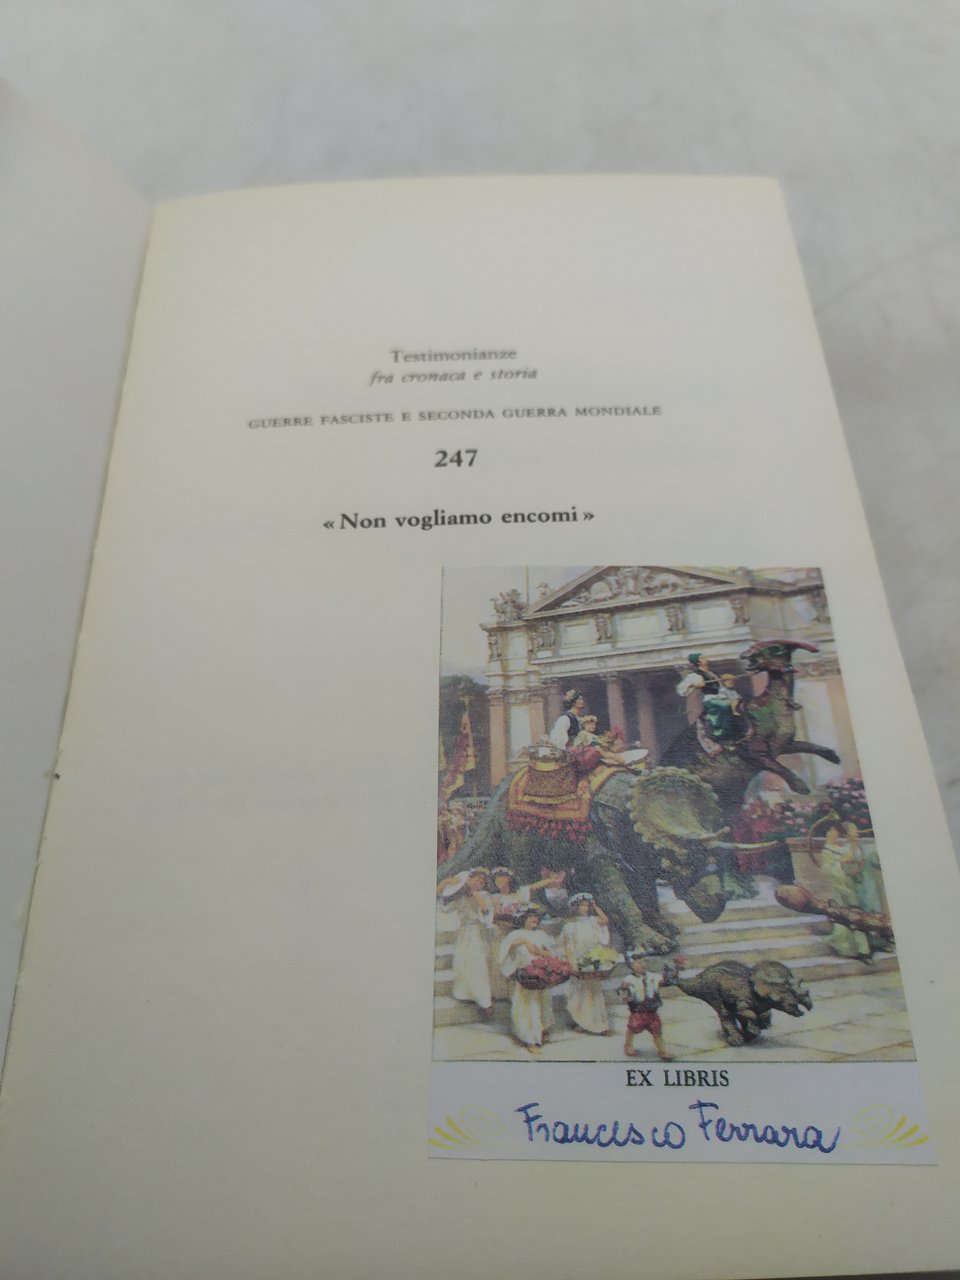 Testimonianze
fra cronaca e storia
GUERRE FASCISTE E SECONDA GUERRA MONDIALE
247
«Non vogliamo encomi»
EX LIBRIS
Francesco Ferrara